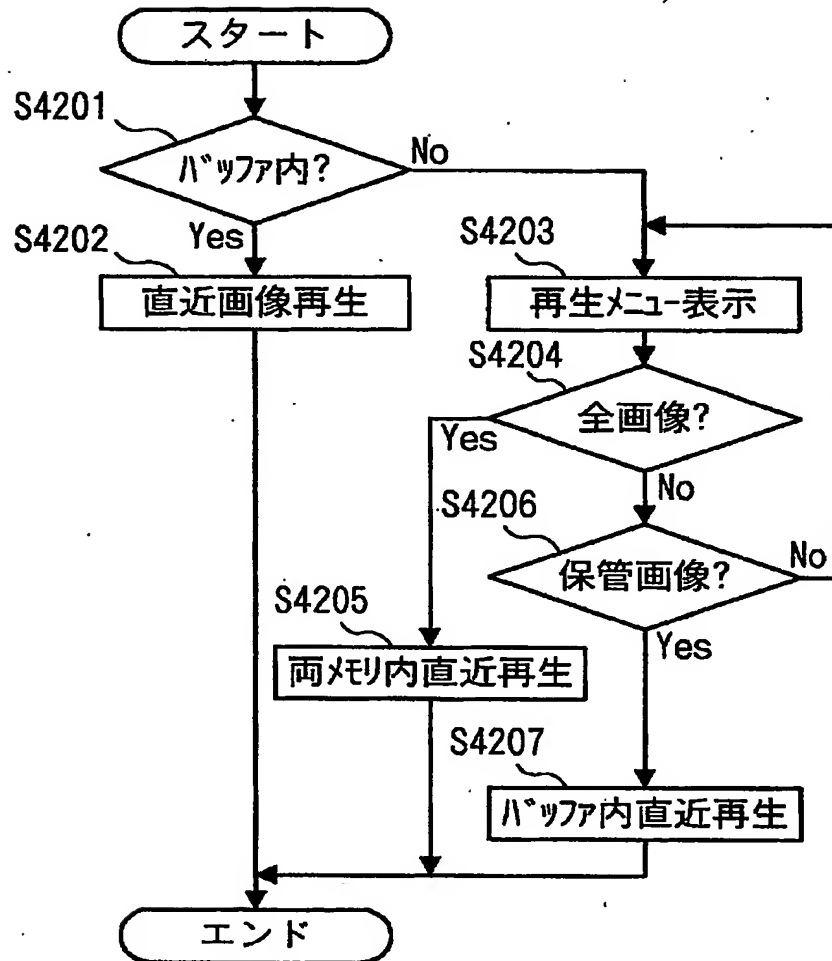 スタート
S4201
バッファ内?
No
Yes
S4202
直近画像再生
S4203
再生メニュー表示
S4204
全画像?
Yes
No
S4206
保管画像?
No
Yes
S4205
両メモリ内直近再生
S4207
バッファ内直近再生
エンド